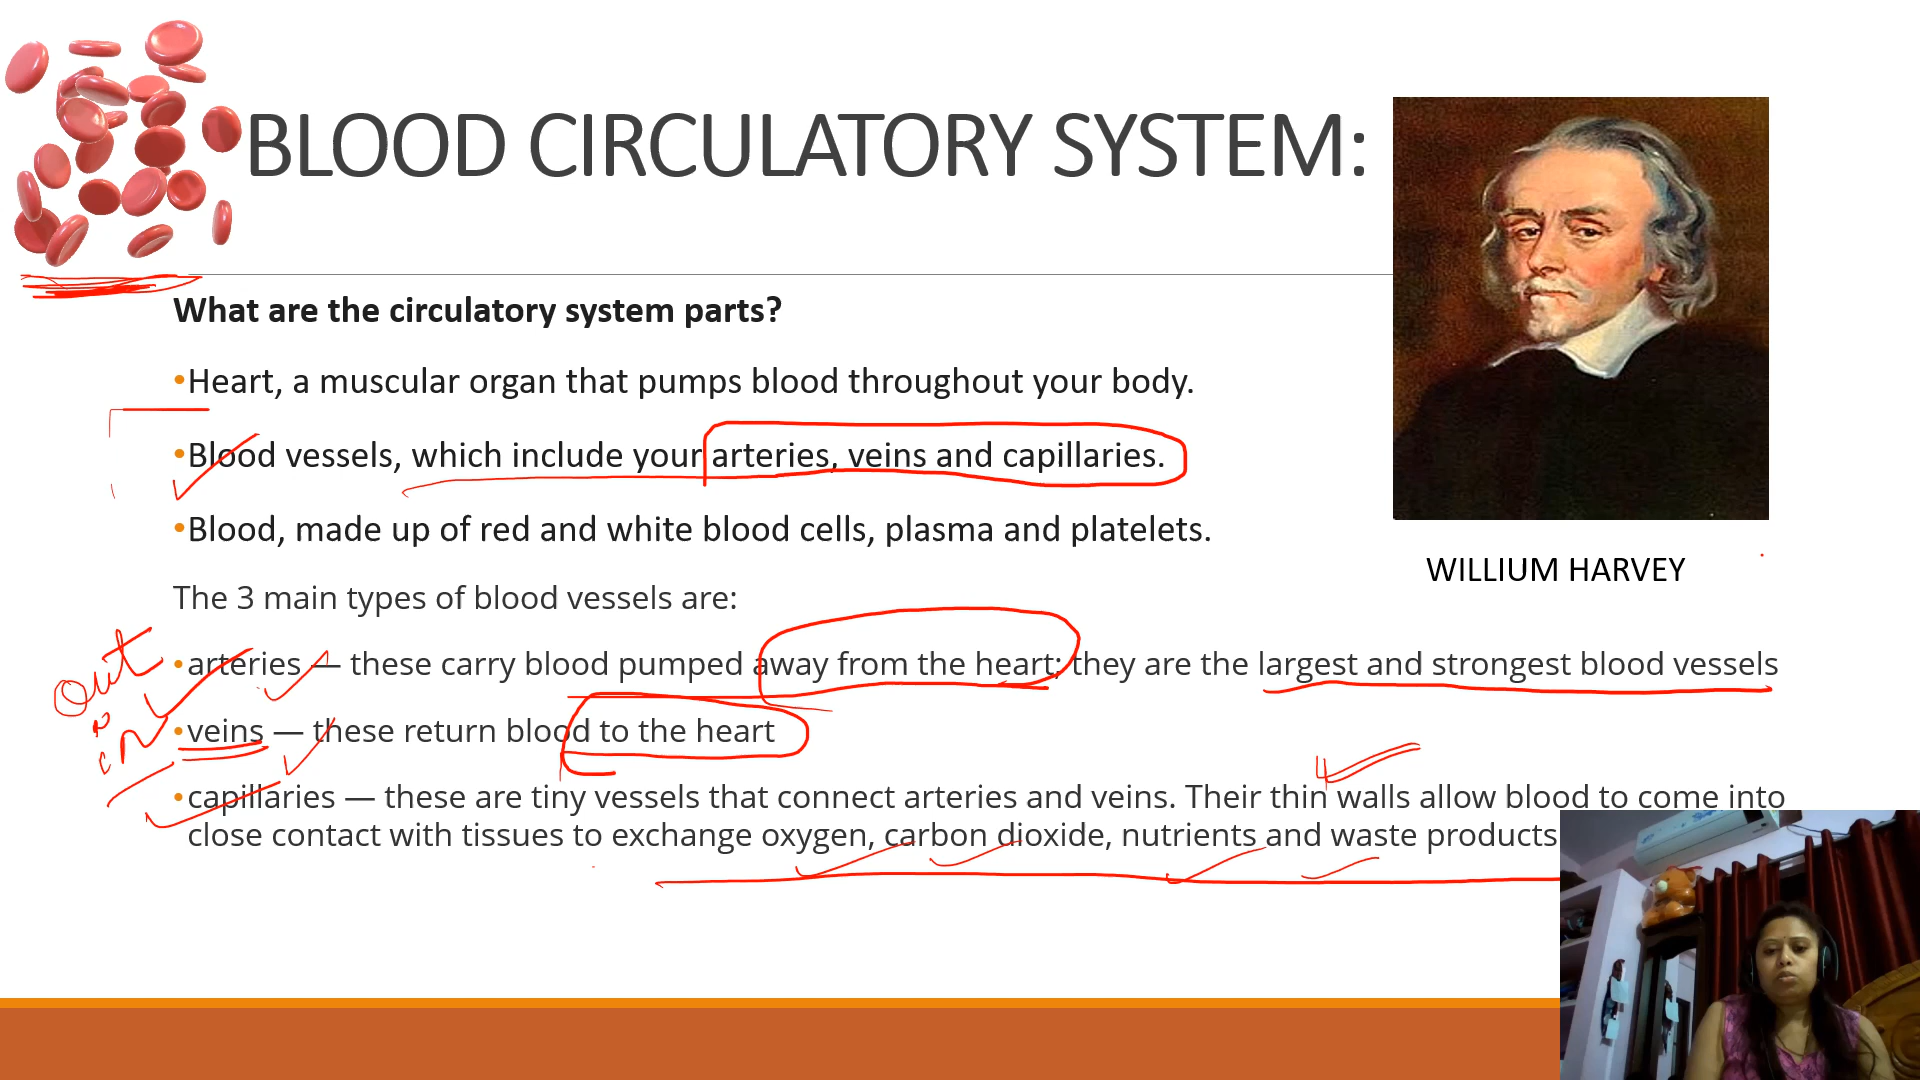 BLOOD CIRCULATORY SYSTEM:
What are the circulatory system parts?
•Heart, a muscular organ that pumps blood throughout your body.
•Blood vessels, which include your arteries, veins and capillaries.
•Blood, made up of red and white blood cells, plasma and platelets.
WILLIUM HARVEY
The 3 main types of blood vessels are:
•arteries — these carry blood pumped away from the heart; they are the largest and strongest blood vessels
Out
•veins — these return blood to the heart
in
•capillaries — these are tiny vessels that connect arteries and veins. Their thin walls allow blood to come into
close contact with tissues to exchange oxygen, carbon dioxide, nutrients and waste products